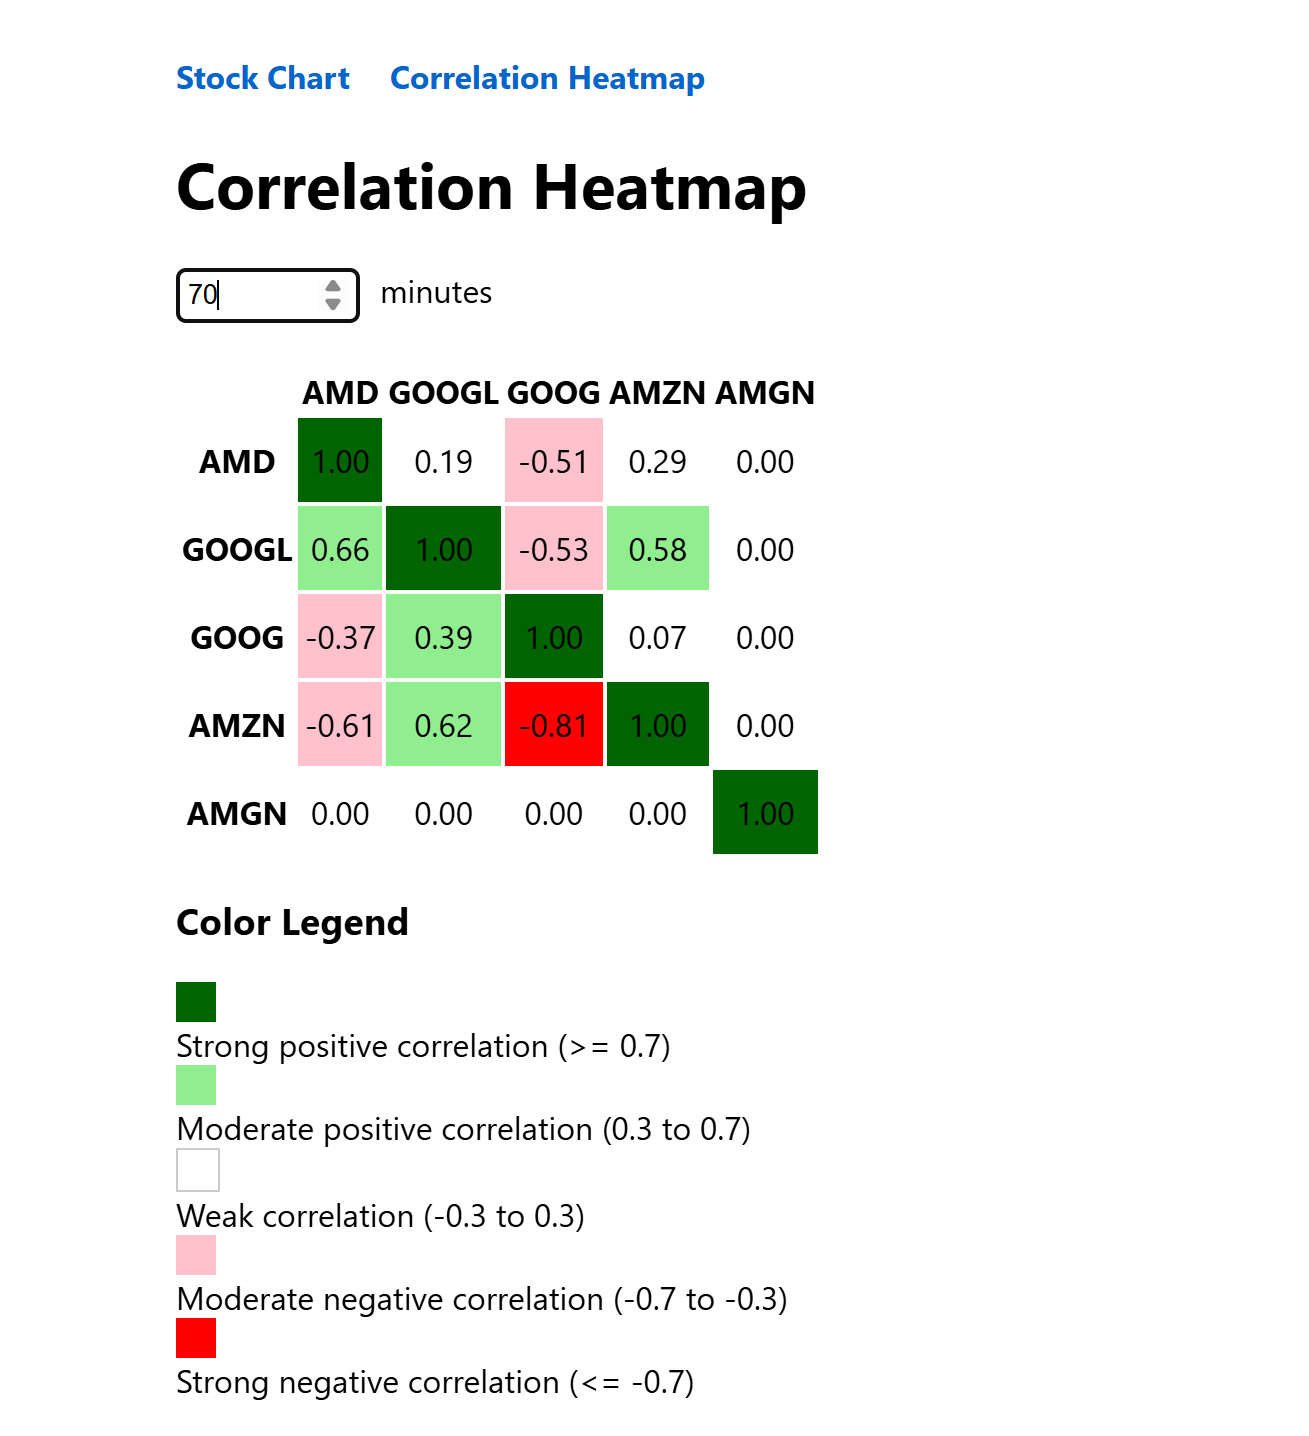 Stock Chart Correlation Heatmap
Correlation Heatmap
70 minutes
AMD GOOGL GOOG AMZN AMGN
AMD 1.00 0.19 -0.51 0.29 0.00
GOOGL 0.66 1.00 -0.53 0.58 0.00
GOOG -0.37 0.39 1.00 0.07 0.00
AMZN -0.61 0.62 -0.81 1.00 0.00
AMGN 0.00 0.00 0.00 0.00 1.00
Color Legend
Strong positive correlation (>= 0.7)
Moderate positive correlation (0.3 to 0.7)
Weak correlation (-0.3 to 0.3)
Moderate negative correlation (-0.7 to -0.3)
Strong negative correlation (<= -0.7)